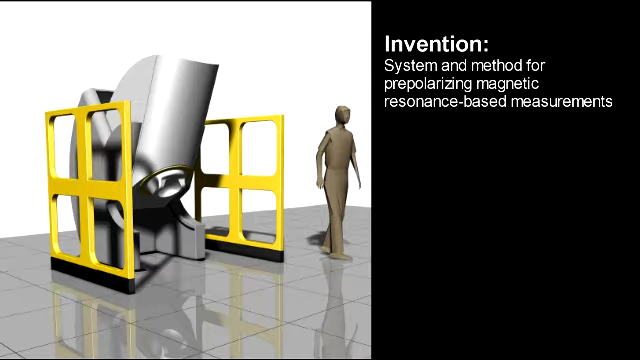 Invention:
System and method for
prepolarizing magnetic
resonance-based measurements